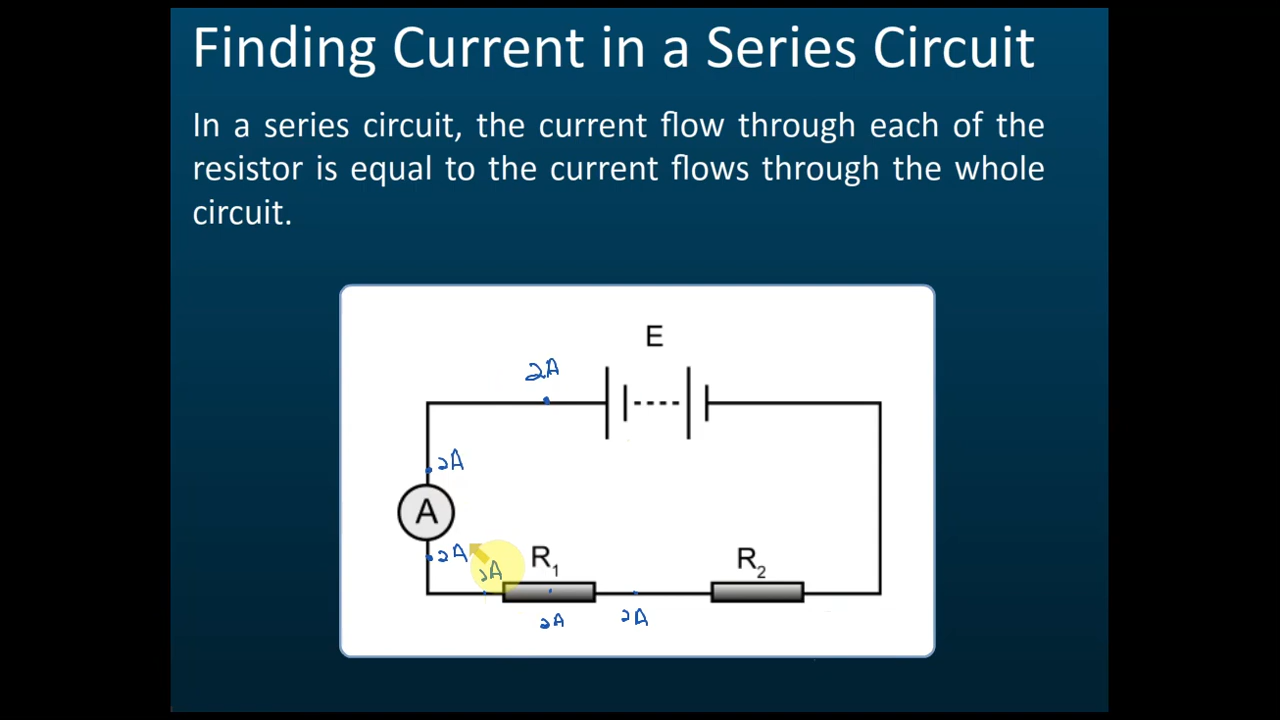 Finding Current in a Series Circuit
In a series circuit, the current flow through each of the
resistor is equal to the current flows through the whole
circuit.
E
2A
2A
A
2A
2A
R1
R2
2A
2A